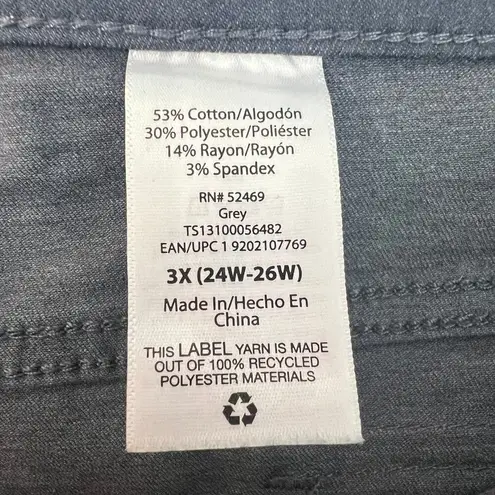 53% Cotton/Algodón
30% Polyester/Poliéster
14% Rayon/Rayón
3% Spandex
RN# 52469
Grey
TS13100056482
EAN/UPC 1 9202107769
3X (24W-26W)
Made In/Hecho En
China
THIS LABEL YARN IS MADE
OUT OF 100% RECYCLED
POLYESTER MATERIALS